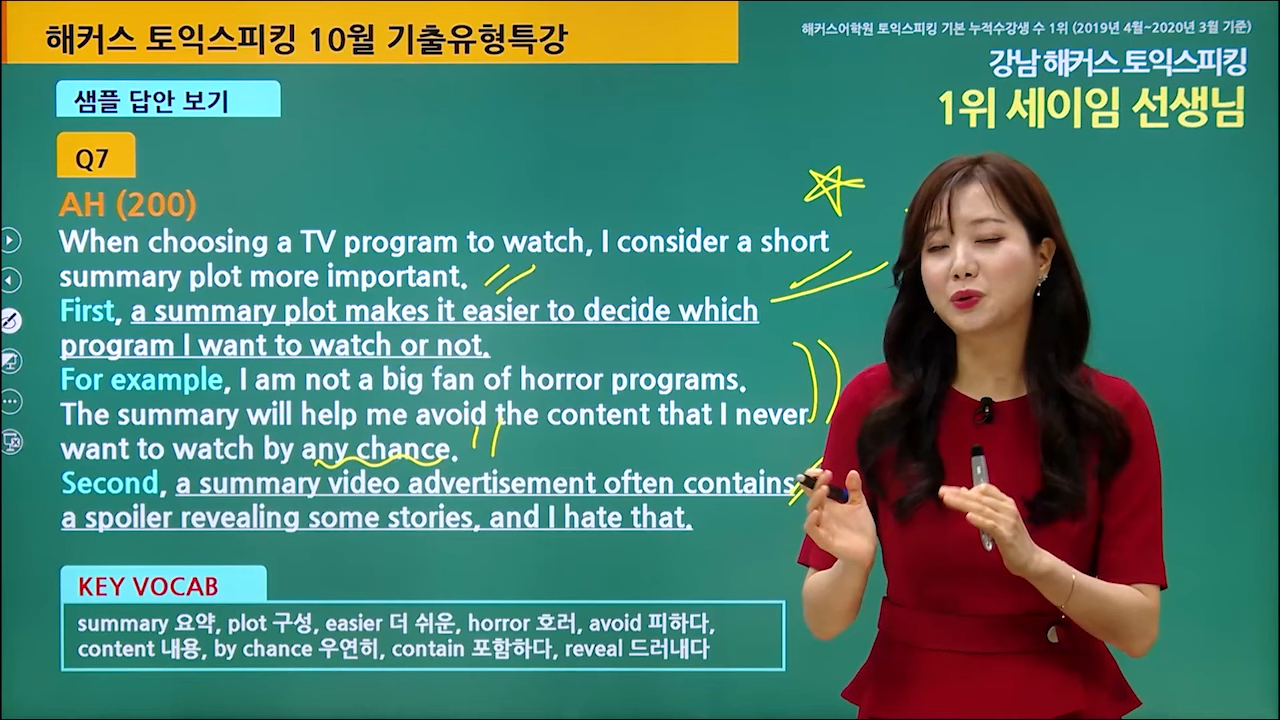 해커스 토익스피킹 10월 기출유형특강
해커스어학원 토익스피킹 기본 누적수강생 수 1위 (2019년 4월~2020년 3월 기준)
강남 해커스 토익스피킹
1위 세이임 선생님
샘플 답안 보기
Q7
AH (200)
When choosing a TV program to watch, I consider a short
summary plot more important.
First, a summary plot makes it easier to decide which
program I want to watch or not.
For example, I am not a big fan of horror programs.
The summary will help me avoid the content that I never
want to watch by any chance.
Second, a summary video advertisement often contains
a spoiler revealing some stories, and I hate that.
KEY VOCAB
summary 요약, plot 구성, easier 더 쉬운, horror 호러, avoid 피하다,
content 내용, by chance 우연히, contain 포함하다, reveal 드러내다